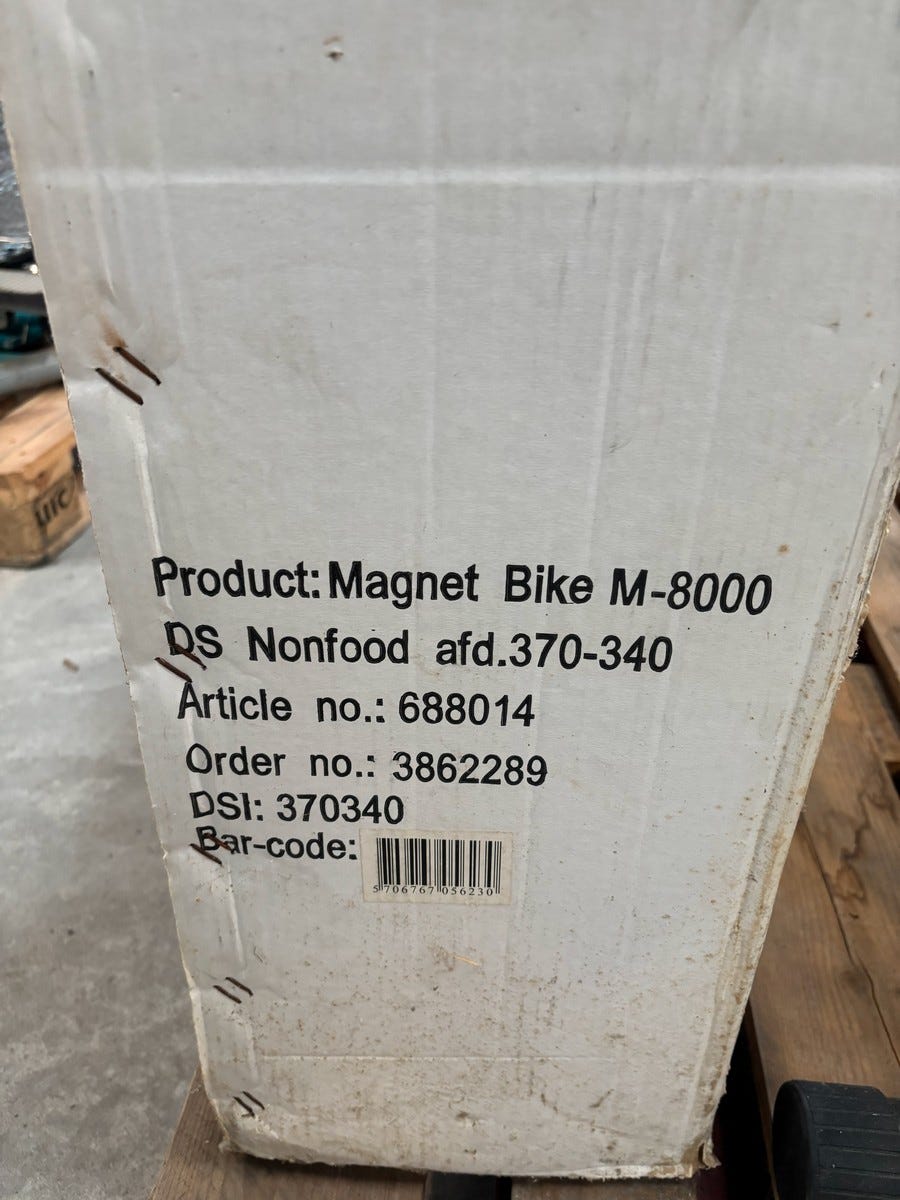 Product: Magnet Bike M-8000
DS Nonfood afd.370-340
Article no.: 688014
Order no.: 3862289
DSI: 370340
Bar-code:
5706767056230